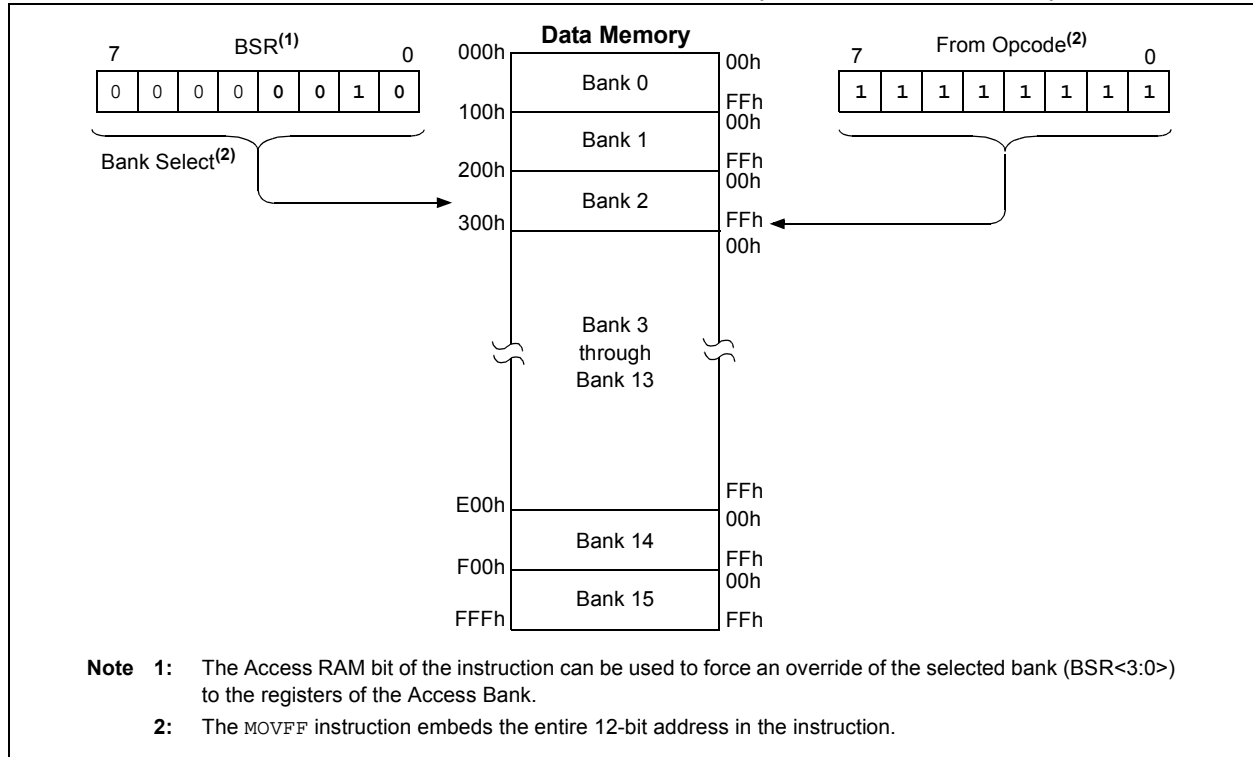 Data Memory
7 BSR(1) 0
0 0 0 0 0 0 1 0
Bank Select(2)
7 From Opcode(2) 0
1 1 1 1 1 1 1 1
000h Bank 0 00h
FFh
100h Bank 1 00h
FFh
200h Bank 2 00h
FFh
300h 00h
Bank 3
through
Bank 13
FFh
E00h Bank 14 00h
FFh
F00h Bank 15 00h
FFFh FFh
Note 1: The Access RAM bit of the instruction can be used to force an override of the selected bank (BSR<3:0>)
to the registers of the Access Bank.
2: The MOVFF instruction embeds the entire 12-bit address in the instruction.